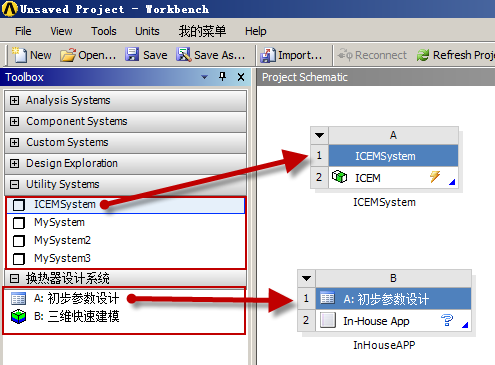 Unsaved Project - Workbench
File View Tools Units 我的菜单 Help
New Open... Save Save As... Import... Reconnect Refresh Proj
Toolbox
Project Schematic
Analysis Systems
Component Systems
Custom Systems
Design Exploration
Utility Systems
ICEMSystem
MySystem
MySystem2
MySystem3
换热器设计系统
A: 初步参数设计
B: 三维快速建模
A
1 ICEMSystem
2 ICEM
ICEMSystem
B
1 A: 初步参数设计
2 In-House App
InHouseAPP